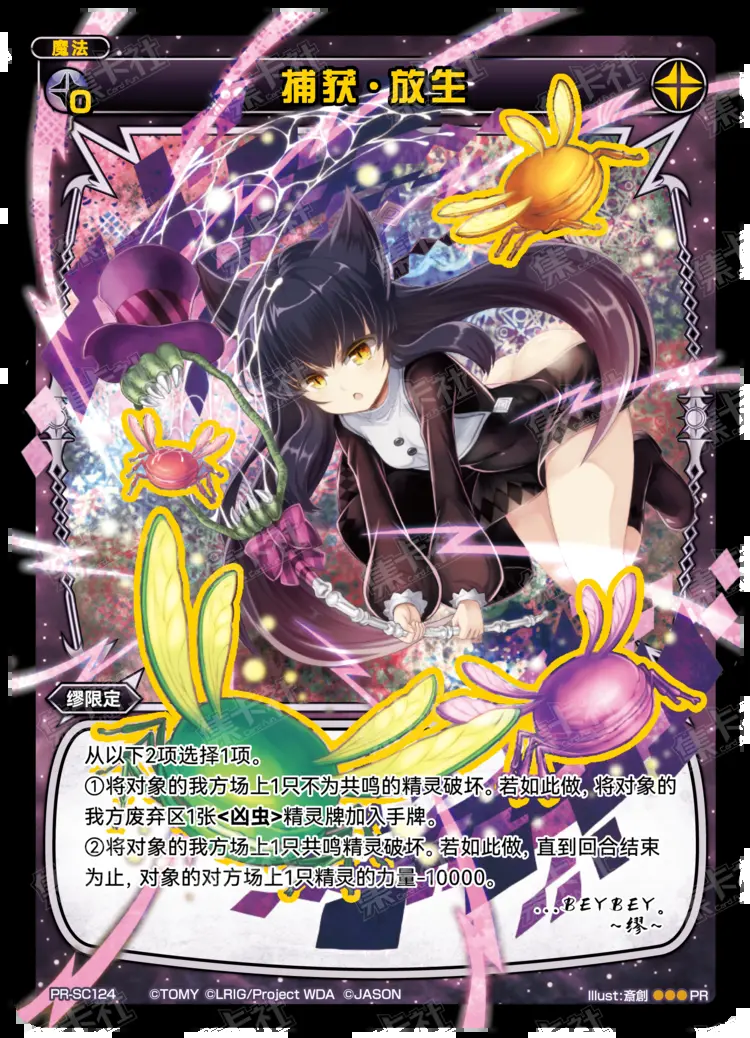 魔法
0
捕获·放生
缪限定
从以下2项选择1项。
①将对象的我方场上1只不为共鸣的精灵破坏。若如此做，将对象的
我方废弃区1张<凶虫>精灵牌加入手牌。
②将对象的我方场上1只共鸣精灵破坏。若如此做，直到回合结束
为止，对象的对方场上1只精灵的力量-10000。
...BEYBEY。
~缪~
PR-SC124 ©TOMY ©LRIG/Project WDA ©JASON Illust:斎創 PR
集卡社